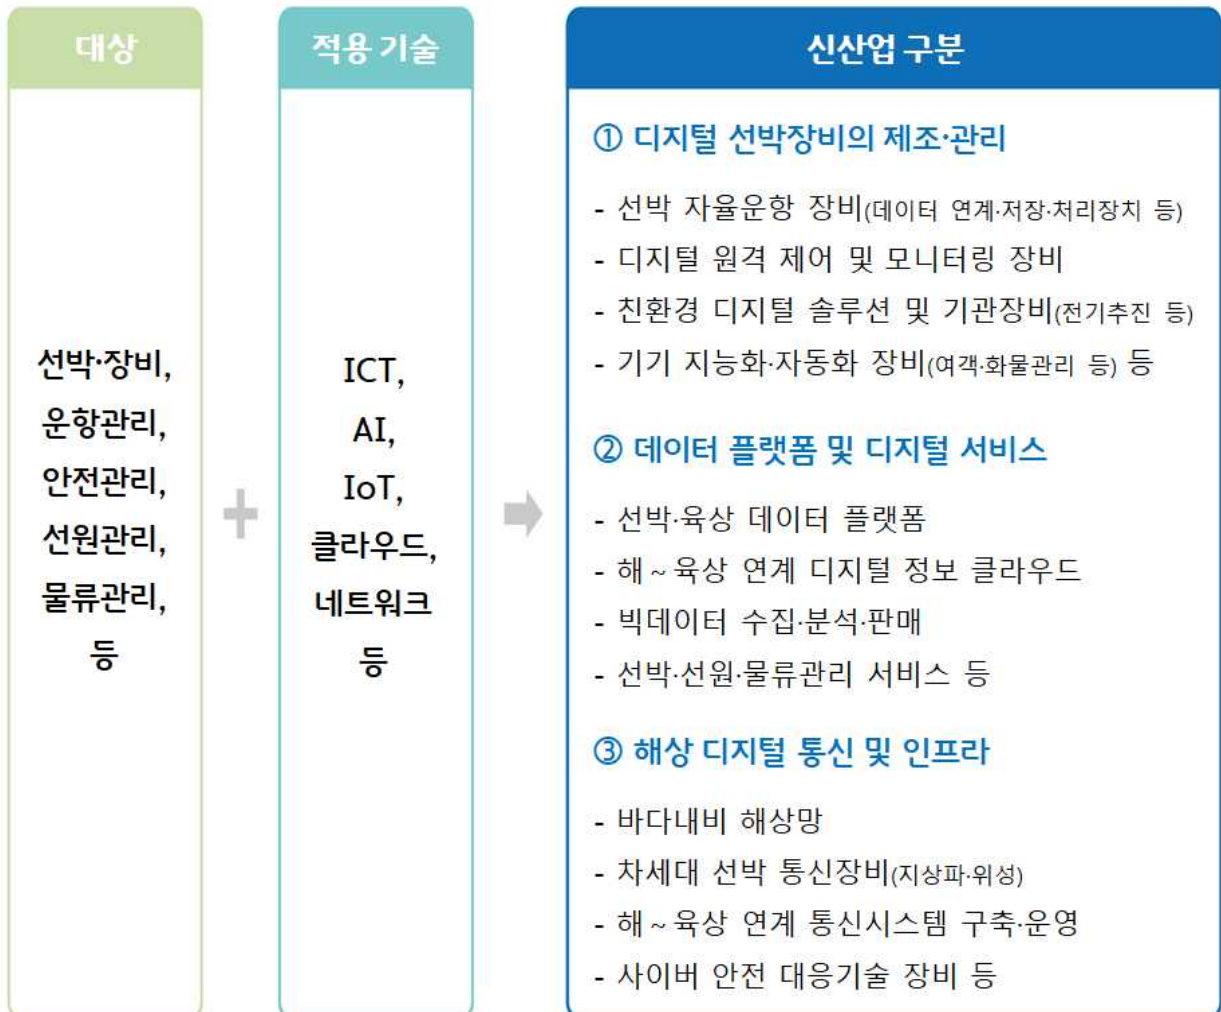 대상
선박·장비,
운항관리,
안전관리,
선원관리,
물류관리,
등
적용 기술
ICT,
AI,
IoT,
클라우드,
네트워크
등
신산업 구분
① 디지털 선박장비의 제조·관리
- 선박 자율운항 장비(데이터 연계·저장·처리장치 등)
- 디지털 원격 제어 및 모니터링 장비
- 친환경 디지털 솔루션 및 기관장비(전기추진 등)
- 기기 지능화·자동화 장비(여객·화물관리 등) 등
② 데이터 플랫폼 및 디지털 서비스
- 선박·육상 데이터 플랫폼
- 해~육상 연계 디지털 정보 클라우드
- 빅데이터 수집·분석·판매
- 선박·선원·물류관리 서비스 등
③ 해상 디지털 통신 및 인프라
- 바다내비 해상망
- 차세대 선박 통신장비(지상파·위성)
- 해~육상 연계 통신시스템 구축·운영
- 사이버 안전 대응기술 장비 등